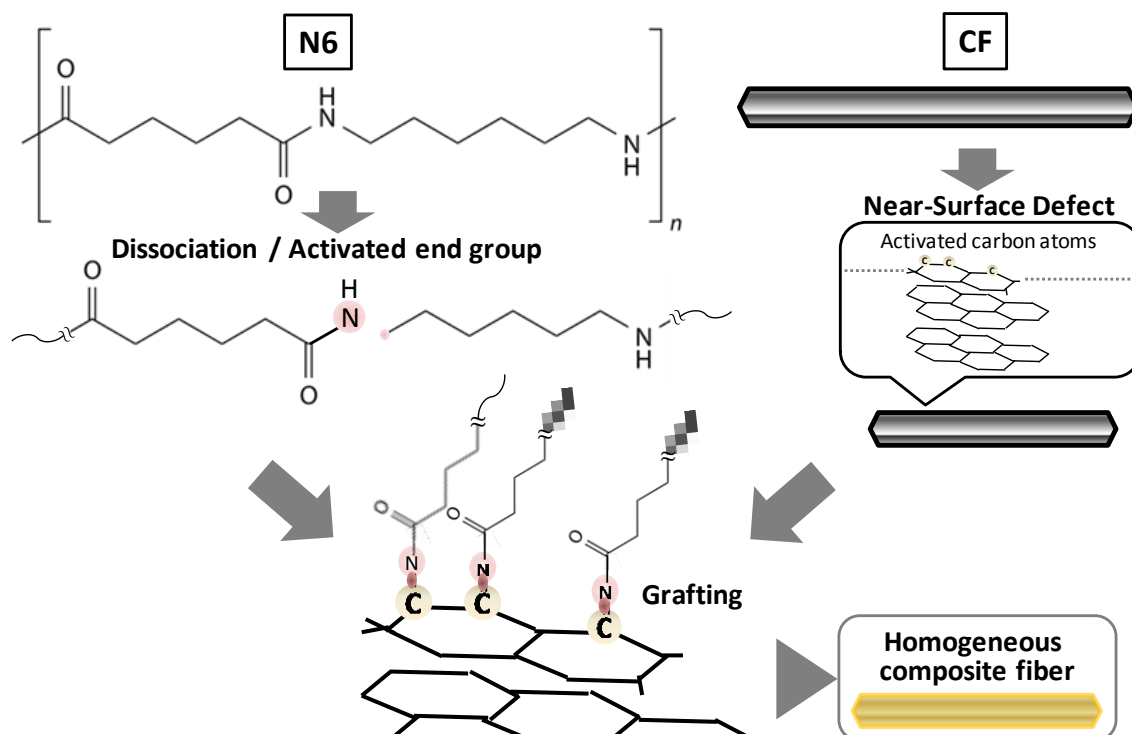 N6
CF
O
H
N
O
N
H
n
Near-Surface Defect
Activated carbon atoms
C C C
Dissociation / Activated end group
O
H
N
O
N
H
O
O
O
N
N
N
C
C
C
Grafting
Homogeneous
composite fiber